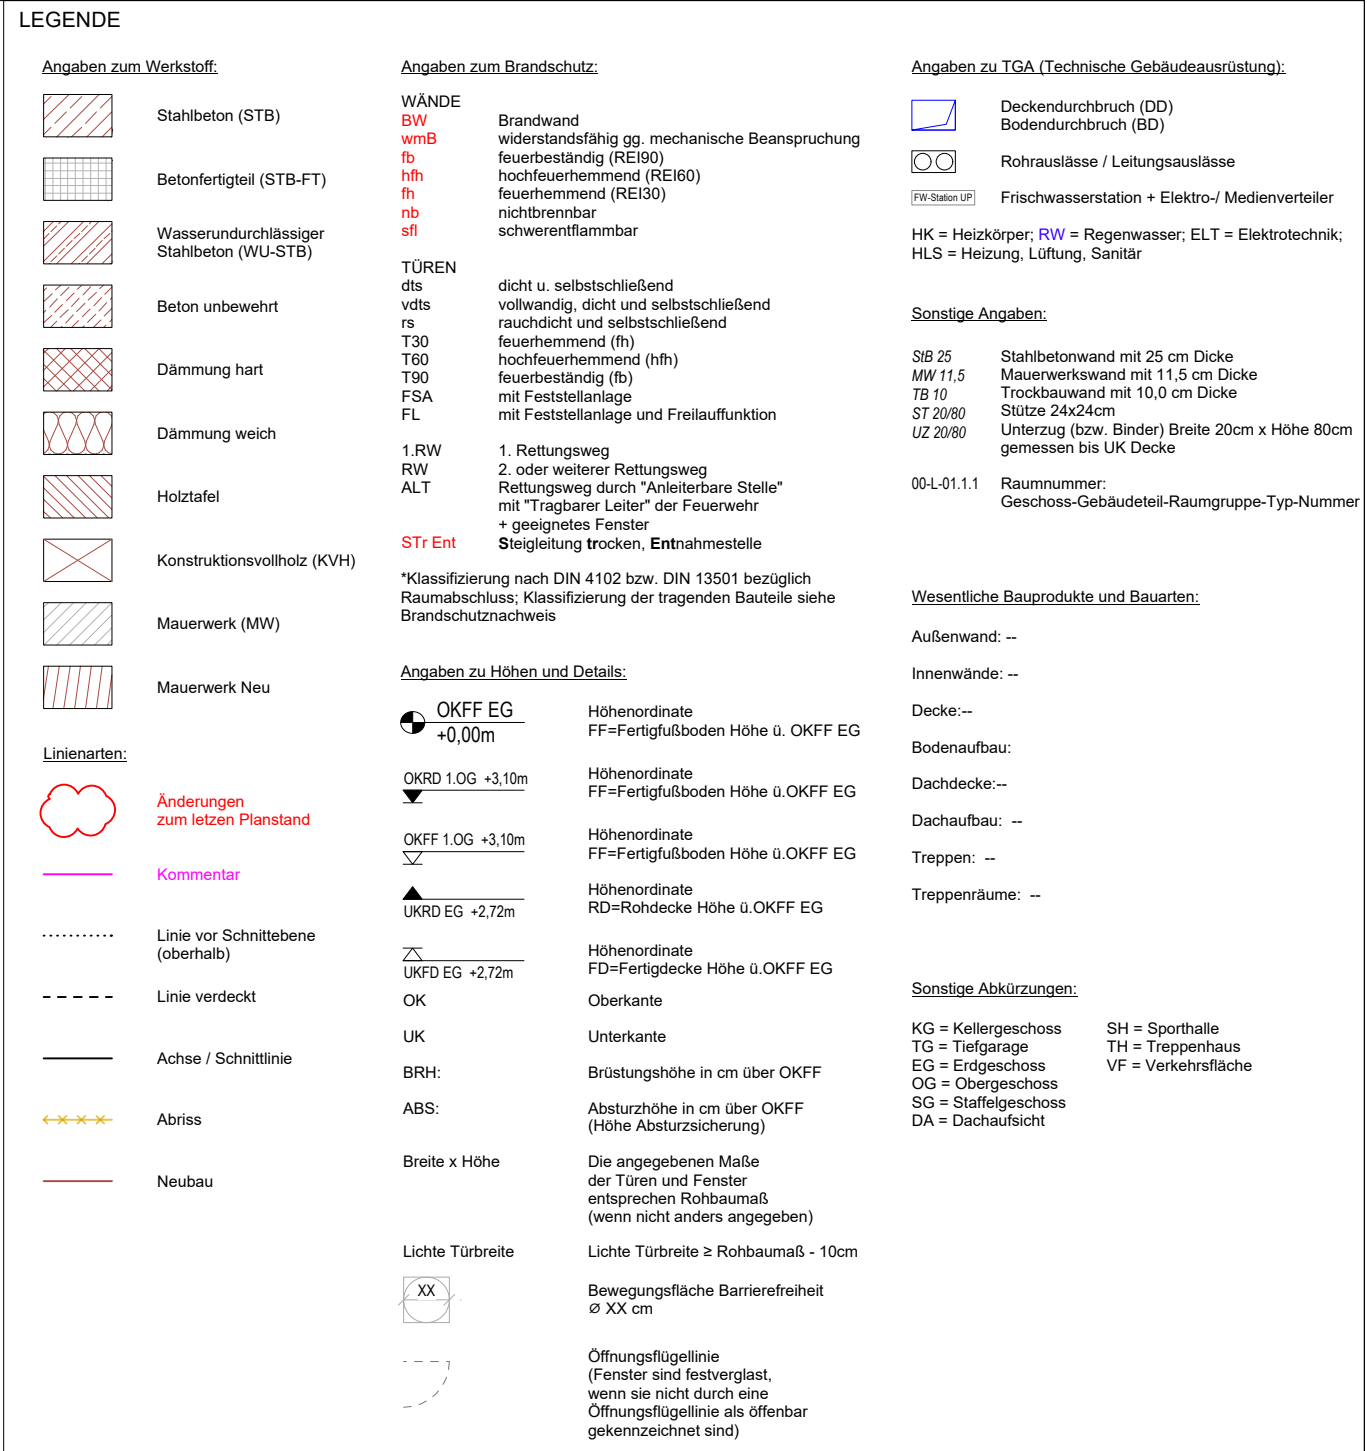 LEGENDE
Angaben zum Werkstoff:
Stahlbeton (STB)
Betonfertigteil (STB-FT)
Wasserundurchlässiger
Stahlbeton (WU-STB)
Beton unbewehrt
Dämmung hart
Dämmung weich
Holztafel
Konstruktionsvollholz (KVH)
Mauerwerk (MW)
Mauerwerk Neu
Linienarten:
Änderungen
zum letzen Planstand
Kommentar
Linie vor Schnittebene
(oberhalb)
Linie verdeckt
Achse / Schnittlinie
Abriss
Neubau
Angaben zum Brandschutz:
WÄNDE
BW Brandwand
wmB widerstandsfähig gg. mechanische Beanspruchung
fb feuerbeständig (REI90)
hfh hochfeuerhemmend (REI60)
fh feuerhemmend (REI30)
nb nichtbrennbar
sfl schwerentflammbar
TÜREN
dts dicht u. selbstschließend
vdts vollwandig, dicht und selbstschließend
rs rauchdicht und selbstschließend
T30 feuerhemmend (fh)
T60 hochfeuerhemmend (hfh)
T90 feuerbeständig (fb)
FSA mit Feststellanlage
FL mit Feststellanlage und Freilauffunktion
1.RW 1. Rettungsweg
RW 2. oder weiterer Rettungsweg
ALT Rettungsweg durch "Anleiterbare Stelle"
mit "Tragbarer Leiter" der Feuerwehr
+ geeignetes Fenster
STr Ent Steigleitung trocken, Entnahmestelle
*Klassifizierung nach DIN 4102 bzw. DIN 13501 bezüglich
Raumabschluss; Klassifizierung der tragenden Bauteile siehe
Brandschutznachweis
Angaben zu Höhen und Details:
OKFF EG
+0,00m
Höhenordinate
FF=Fertigfußboden Höhe ü. OKFF EG
OKRD 1.OG +3,10m
Höhenordinate
FF=Fertigfußboden Höhe ü.OKFF EG
OKFF 1.OG +3,10m
Höhenordinate
FF=Fertigfußboden Höhe ü.OKFF EG
UKRD EG +2,72m
Höhenordinate
RD=Rohdecke Höhe ü.OKFF EG
UKFD EG +2,72m
Höhenordinate
FD=Fertigdecke Höhe ü.OKFF EG
OK Oberkante
UK Unterkante
BRH: Brüstungshöhe in cm über OKFF
ABS: Absturzhöhe in cm über OKFF
(Höhe Absturzsicherung)
Breite x Höhe Die angegebenen Maße
der Türen und Fenster
entsprechen Rohbaumaß
(wenn nicht anders angegeben)
Lichte Türbreite Lichte Türbreite ≥ Rohbaumaß - 10cm
XX
Bewegungsfläche Barrierefreiheit
Ø XX cm
Öffnungsflügellinie
(Fenster sind festverglast,
wenn sie nicht durch eine
Öffnungsflügellinie als öffenbar
gekennzeichnet sind)
Angaben zu TGA (Technische Gebäudeausrüstung):
Deckendurchbruch (DD)
Bodendurchbruch (BD)
Rohrauslässe / Leitungsauslässe
FW-Station UP Frischwasserstation + Elektro-/ Medienverteiler
HK = Heizkörper; RW = Regenwasser; ELT = Elektrotechnik;
HLS = Heizung, Lüftung, Sanitär
Sonstige Angaben:
StB 25 Stahlbetonwand mit 25 cm Dicke
MW 11,5 Mauerwerkswand mit 11,5 cm Dicke
TB 10 Trockbauwand mit 10,0 cm Dicke
ST 20/80 Stütze 24x24cm
UZ 20/80 Unterzug (bzw. Binder) Breite 20cm x Höhe 80cm
gemessen bis UK Decke
00-L-01.1.1 Raumnummer:
Geschoss-Gebäudeteil-Raumgruppe-Typ-Nummer
Wesentliche Bauprodukte und Bauarten:
Außenwand: --
Innenwände: --
Decke:--
Bodenaufbau:
Dachdecke:--
Dachaufbau: --
Treppen: --
Treppenräume: --
Sonstige Abkürzungen:
KG = Kellergeschoss SH = Sporthalle
TG = Tiefgarage TH = Treppenhaus
EG = Erdgeschoss VF = Verkehrsfläche
OG = Obergeschoss
SG = Staffelgeschoss
DA = Dachaufsicht